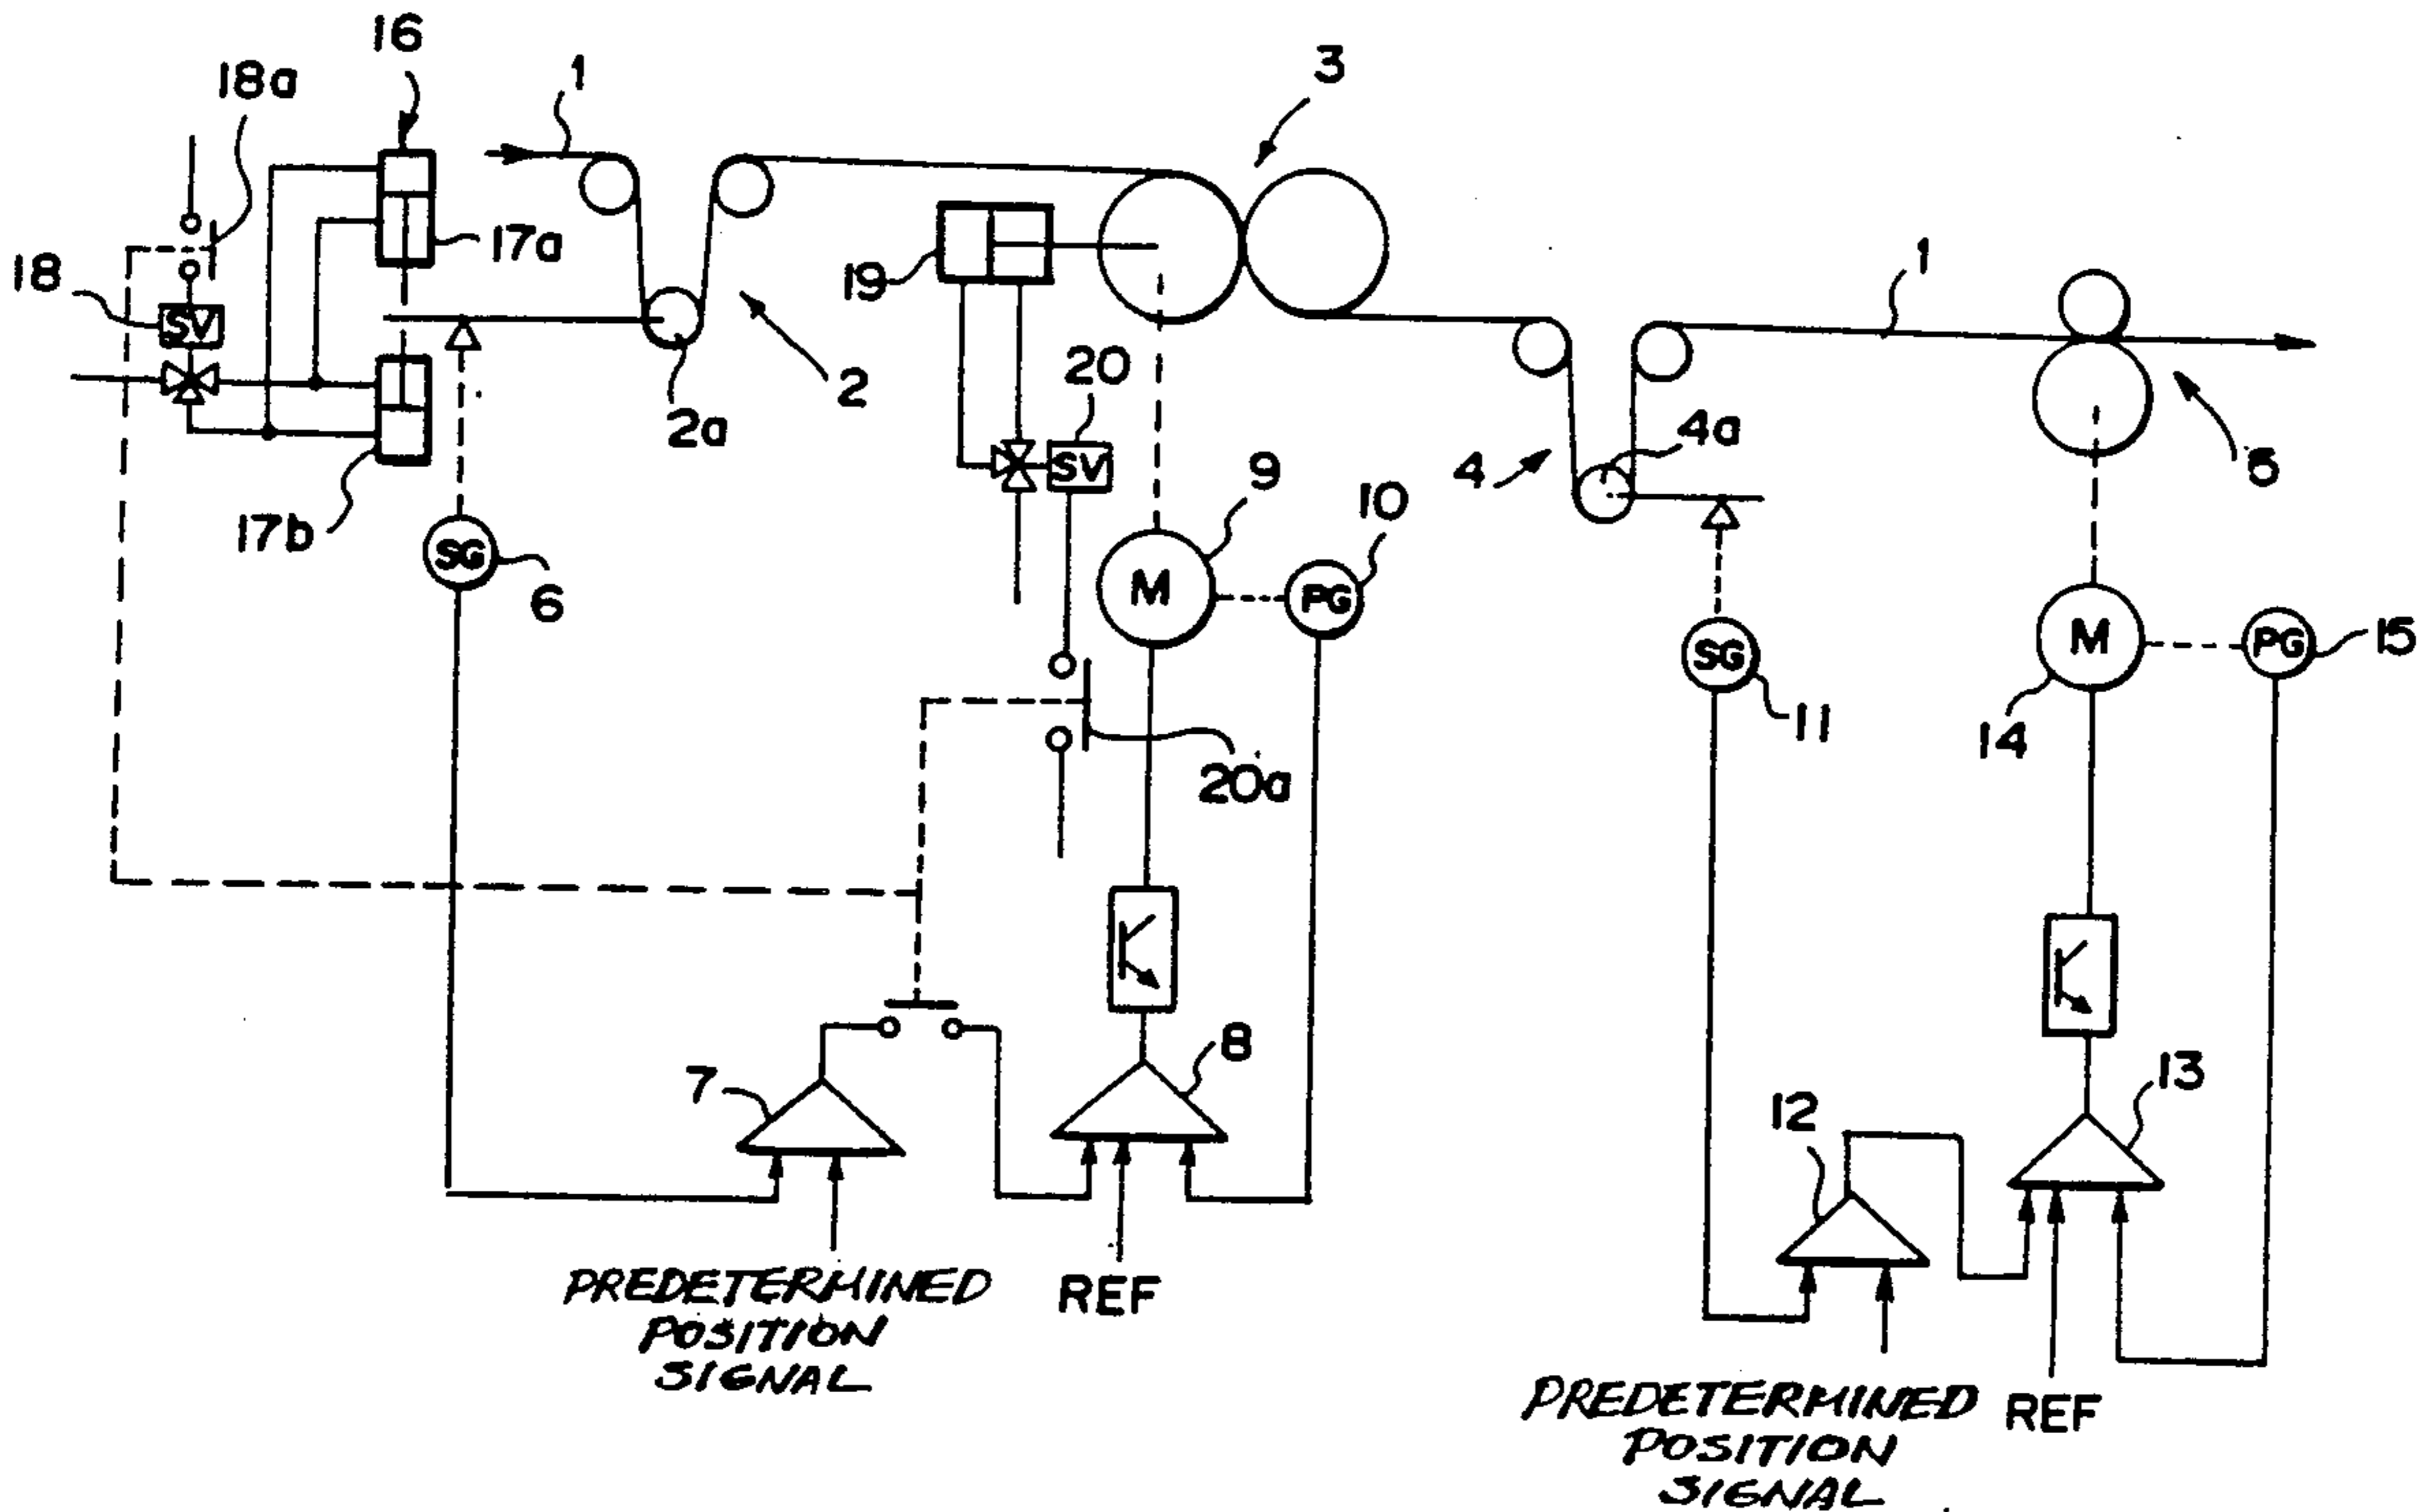 16
18a
1
3
17a
18
SV
19
1
2
2a
20
SV
4a
4
5
17b
SG
6
9
M
10
PG
SG
11
M
14
PG
15
20a
7
8
12
13
PREDETERMINED
POSITION
SIGNAL
REF
PREDETERMINED
POSITION
SIGNAL
REF